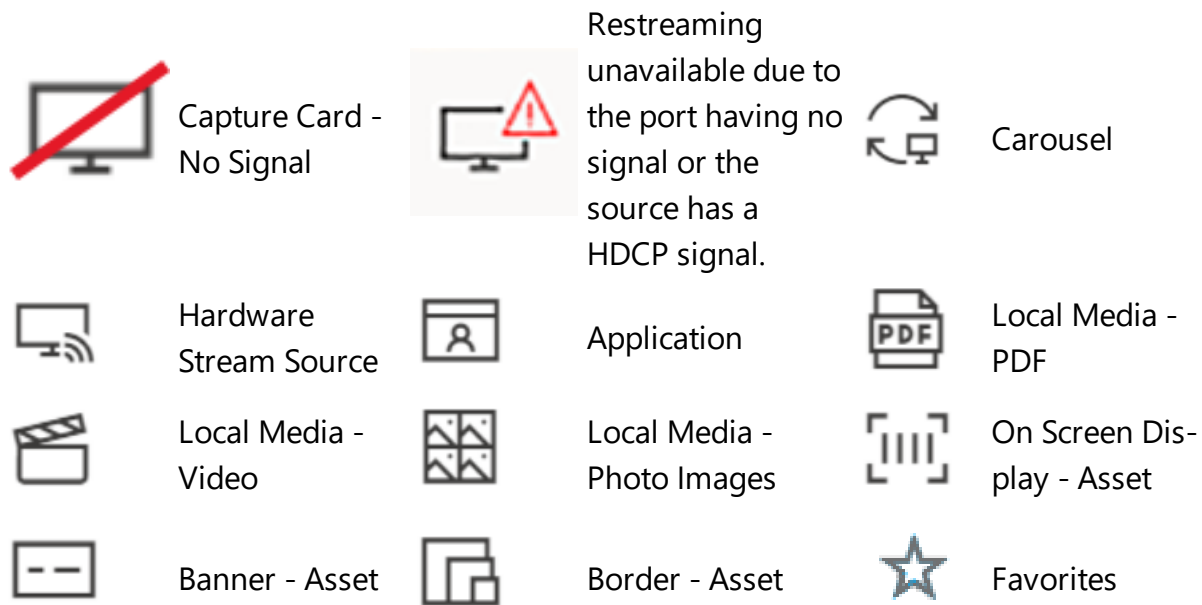 Capture Card -
No Signal
Restreaming
unavailable due to
the port having no
signal or the
source has a
HDCP signal.
Carousel
Hardware
Stream Source
Application
PDF
Local Media -
PDF
Local Media -
Video
Local Media -
Photo Images
On Screen Dis-
play - Asset
Banner - Asset
Border - Asset
Favorites